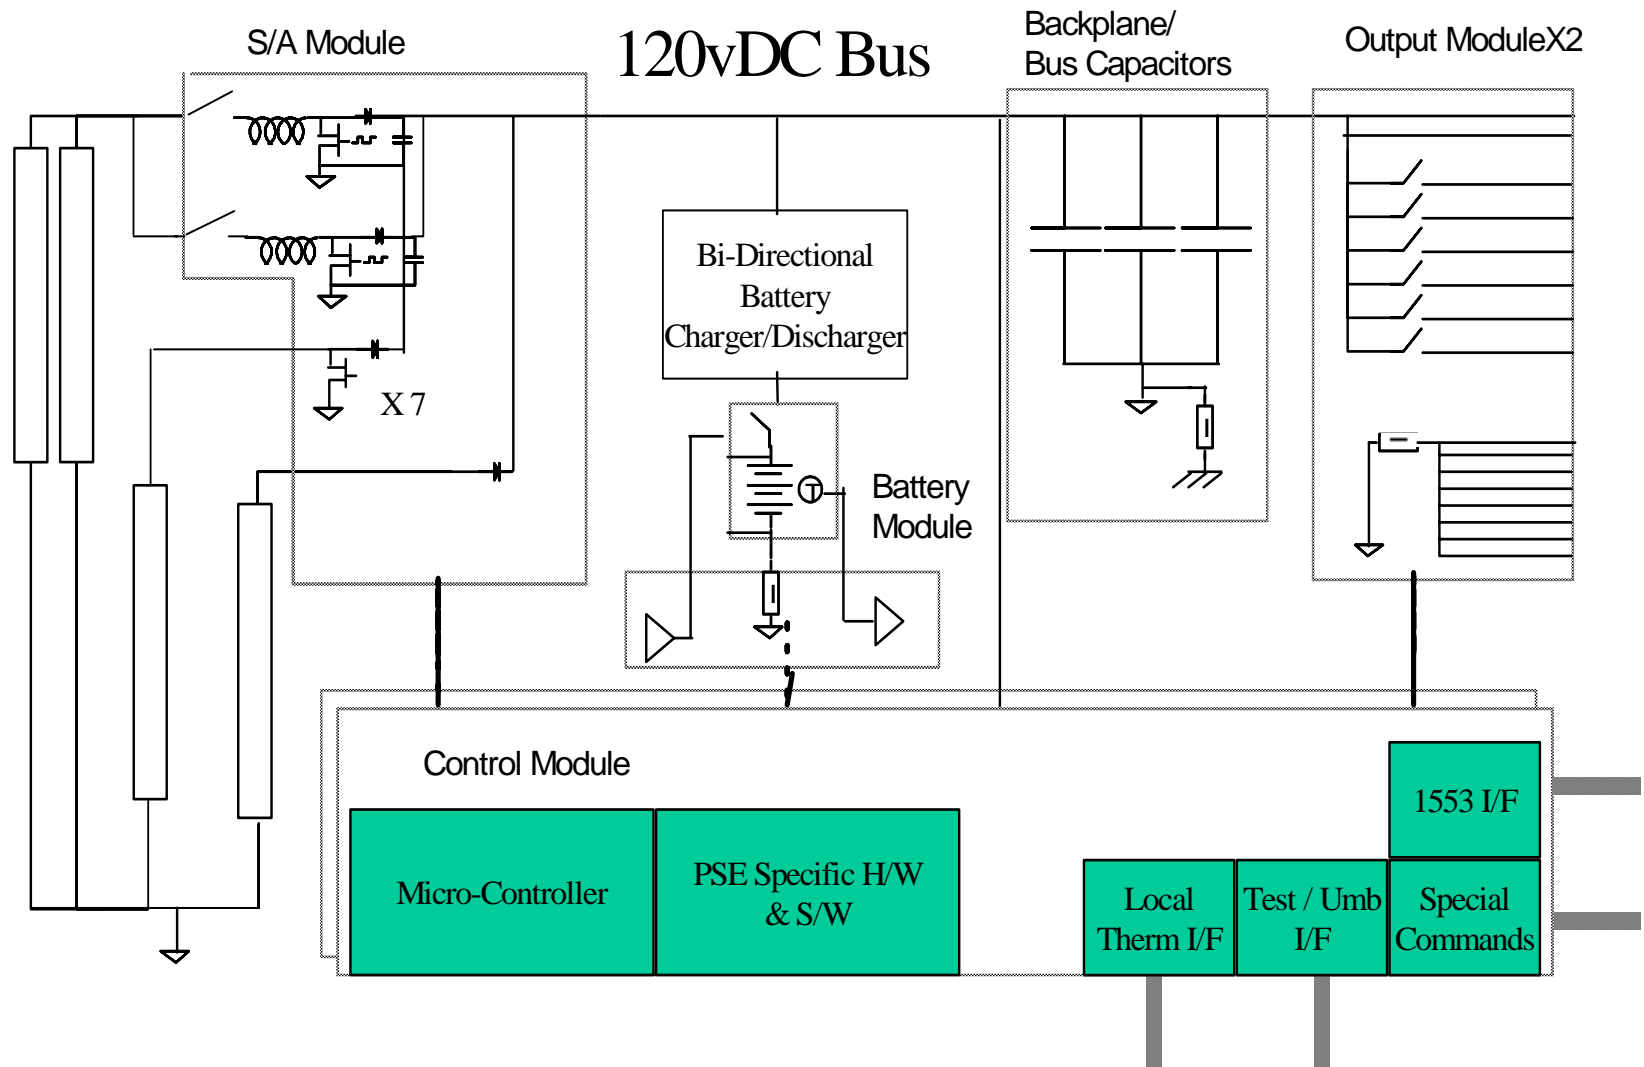 S/A Module
120vDC Bus
Backplane/
Bus Capacitors
Output ModuleX2
Bi-Directional
Battery
Charger/Discharger
X 7
T
Battery
Module
Control Module
Micro-Controller
PSE Specific H/W
& S/W
Local
Therm I/F
Test / Umb
I/F
1553 I/F
Special
Commands